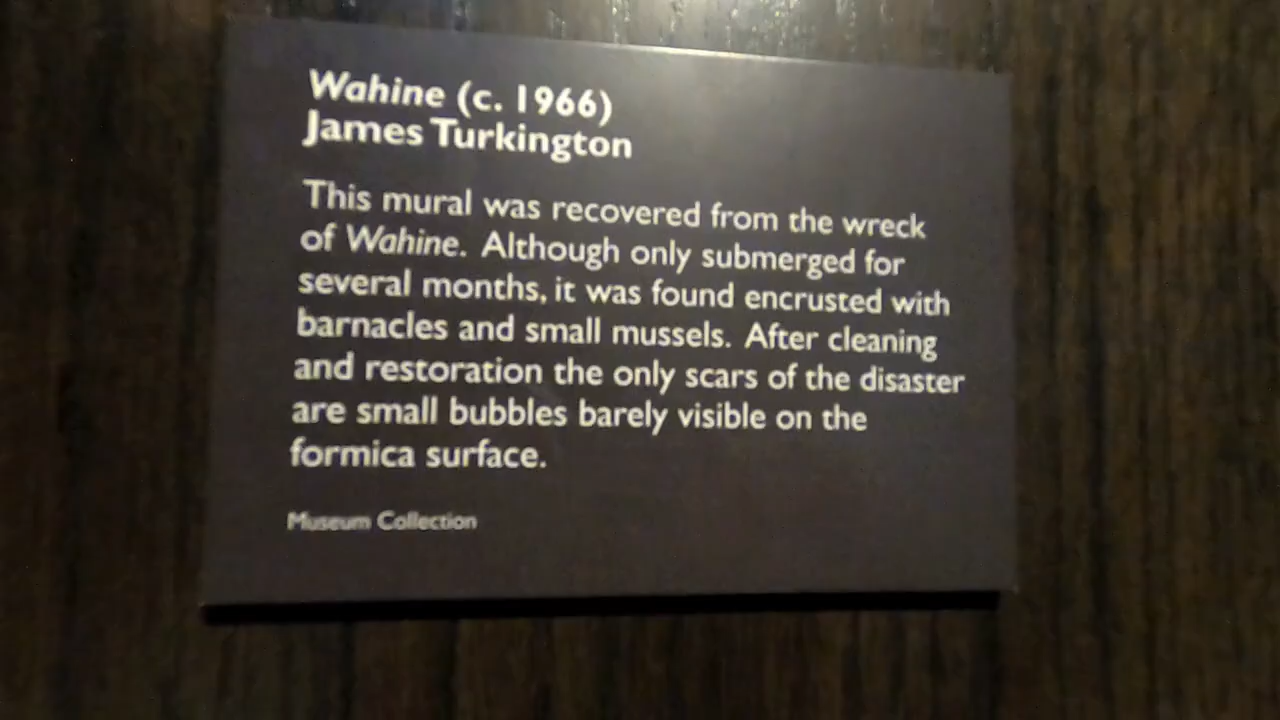 Wahine (c. 1966)
James Turkington
This mural was recovered from the wreck
of Wahine. Although only submerged for
several months, it was found encrusted with
barnacles and small mussels. After cleaning
and restoration the only scars of the disaster
are small bubbles barely visible on the
formica surface.
Museum Collection